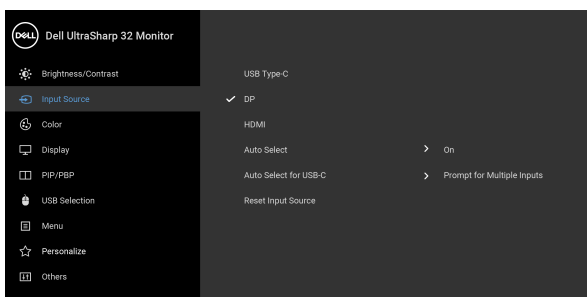 DELL Dell UltraSharp 32 Monitor
Brightness/Contrast USB Type-C
Input Source DP
Color HDMI
Display Auto Select On
PIP/PBP Auto Select for USB-C Prompt for Multiple Inputs
USB Selection Reset Input Source
Menu
Personalize
Others